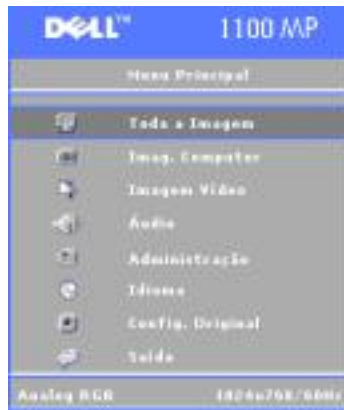 DELL™ 1100 MP
Menu Principal
Toda a Imagem
Imag. Computer
Imagem Vídeo
Áudio
Administração
Idioma
Config. Original
Saída
Analog RGB 1024x768/60Hz